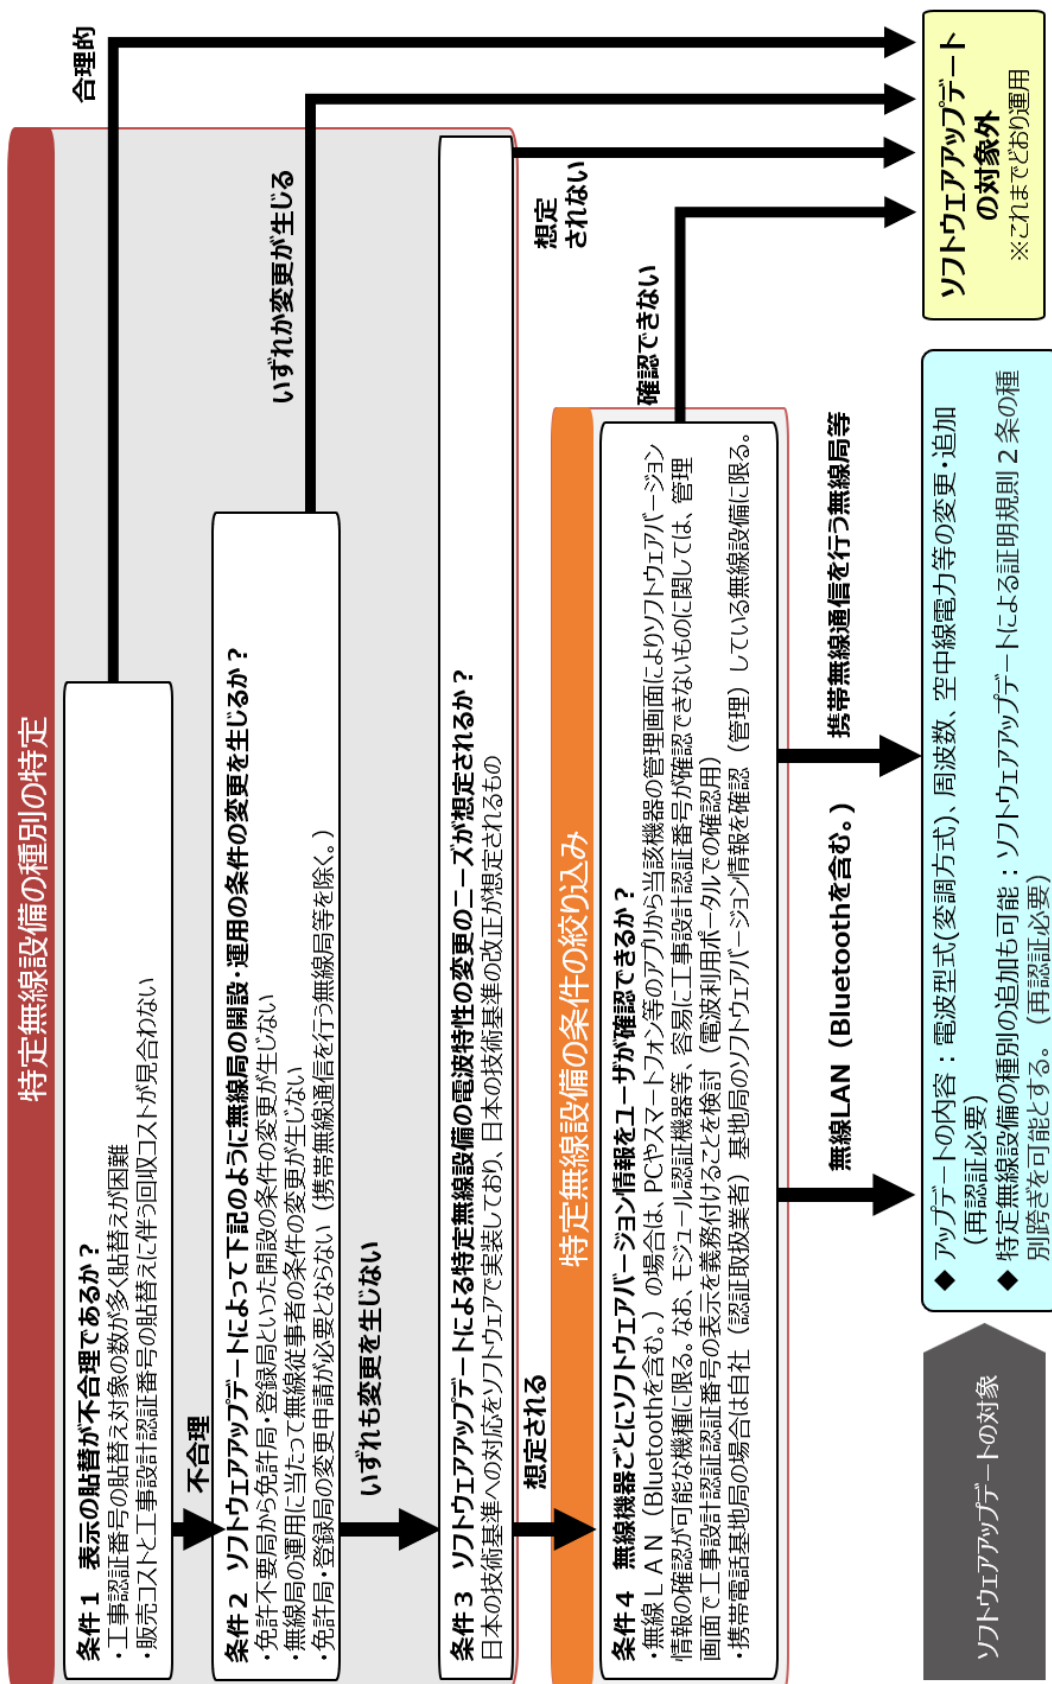 特定無線設備の種別の特定
条件1 表示の貼替が不合理であるか？
・工事認証番号の貼替え対象の数が多く貼替えが困難
・販売コストと工事設計認証番号の貼替えに伴う回収コストが見合わない
合理的
不合理
条件2 ソフトウェアアップデートによって下記のように無線局の開設・運用の条件の変更を生じるか？
・免許不要局から免許局・登録局といった開設の条件の変更が生じない
・無線局の運用に当たって無線従事者の条件の変更が生じない
・免許局・登録局の変更申請が必要とならない（携帯無線通信を行う無線局等を除く。）
いずれか変更が生じる
いずれも変更を生じない
条件3 ソフトウェアアップデートによる特定無線設備の電波特性の変更のニーズが想定されるか？
日本の技術基準への対応をソフトウェアで実装しており、日本の技術基準の改正が想定されるもの
想定
されない
想定される
特定無線設備の条件の絞り込み
条件4 無線機器ごとにソフトウェアバージョン情報をユーザが確認できるか？
・無線ＬＡＮ（Bluetoothを含む。）の場合は、PCやスマートフォン等のアプリから当該機器の管理画面によりソフトウェアバージョン
情報の確認が可能な機種に限る。なお、モジュール認証機器等、容易に工事設計認証番号が確認できないものに関しては、管理
画面で工事設計認証認証番号の表示を義務付けることを検討（電波利用ポータルでの確認用）
・携帯電話基地局の場合は自社（認証取扱業者）基地局のソフトウェアバージョン情報を確認（管理）している無線設備に限る。
確認できない
無線LAN（Bluetoothを含む。）
携帯無線通信を行う無線局等
ソフトウェアアップデートの対象
◆ アップデートの内容：電波型式(変調方式)、周波数、空中線電力等の変更・追加
（再認証必要）
◆ 特定無線設備の種別の追加も可能：ソフトウェアアップデートによる証明規則２条の種
別跨ぎを可能とする。（再認証必要）
ソフトウェアアップデート
の対象外
※これまでどおり運用